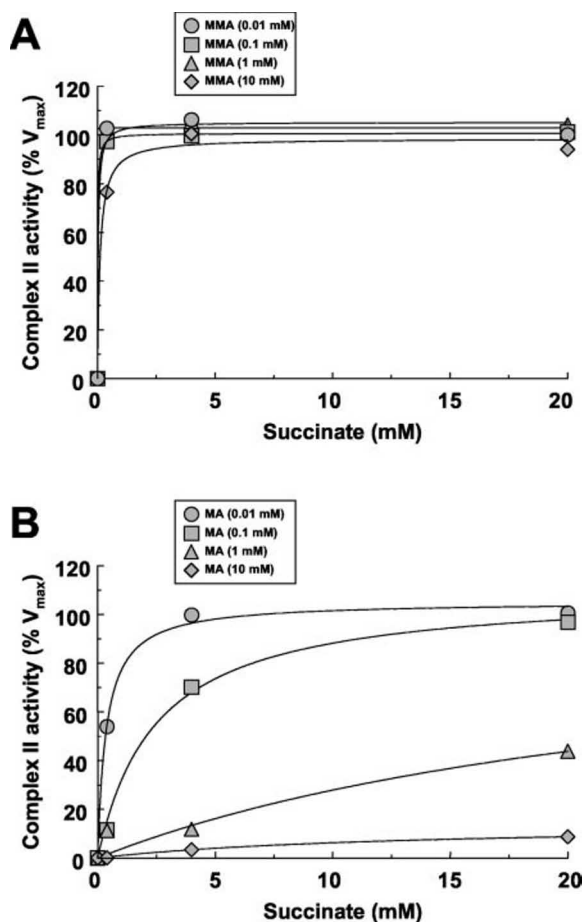 A
MMA (0.01 mM)
MMA (0.1 mM)
MMA (1 mM)
MMA (10 mM)
Complex II activity (% Vmax)
120
100
80
60
40
20
0
0 5 10 15 20
Succinate (mM)
B
MA (0.01 mM)
MA (0.1 mM)
MA (1 mM)
MA (10 mM)
Complex II activity (% Vmax)
120
100
80
60
40
20
0
0 5 10 15 20
Succinate (mM)